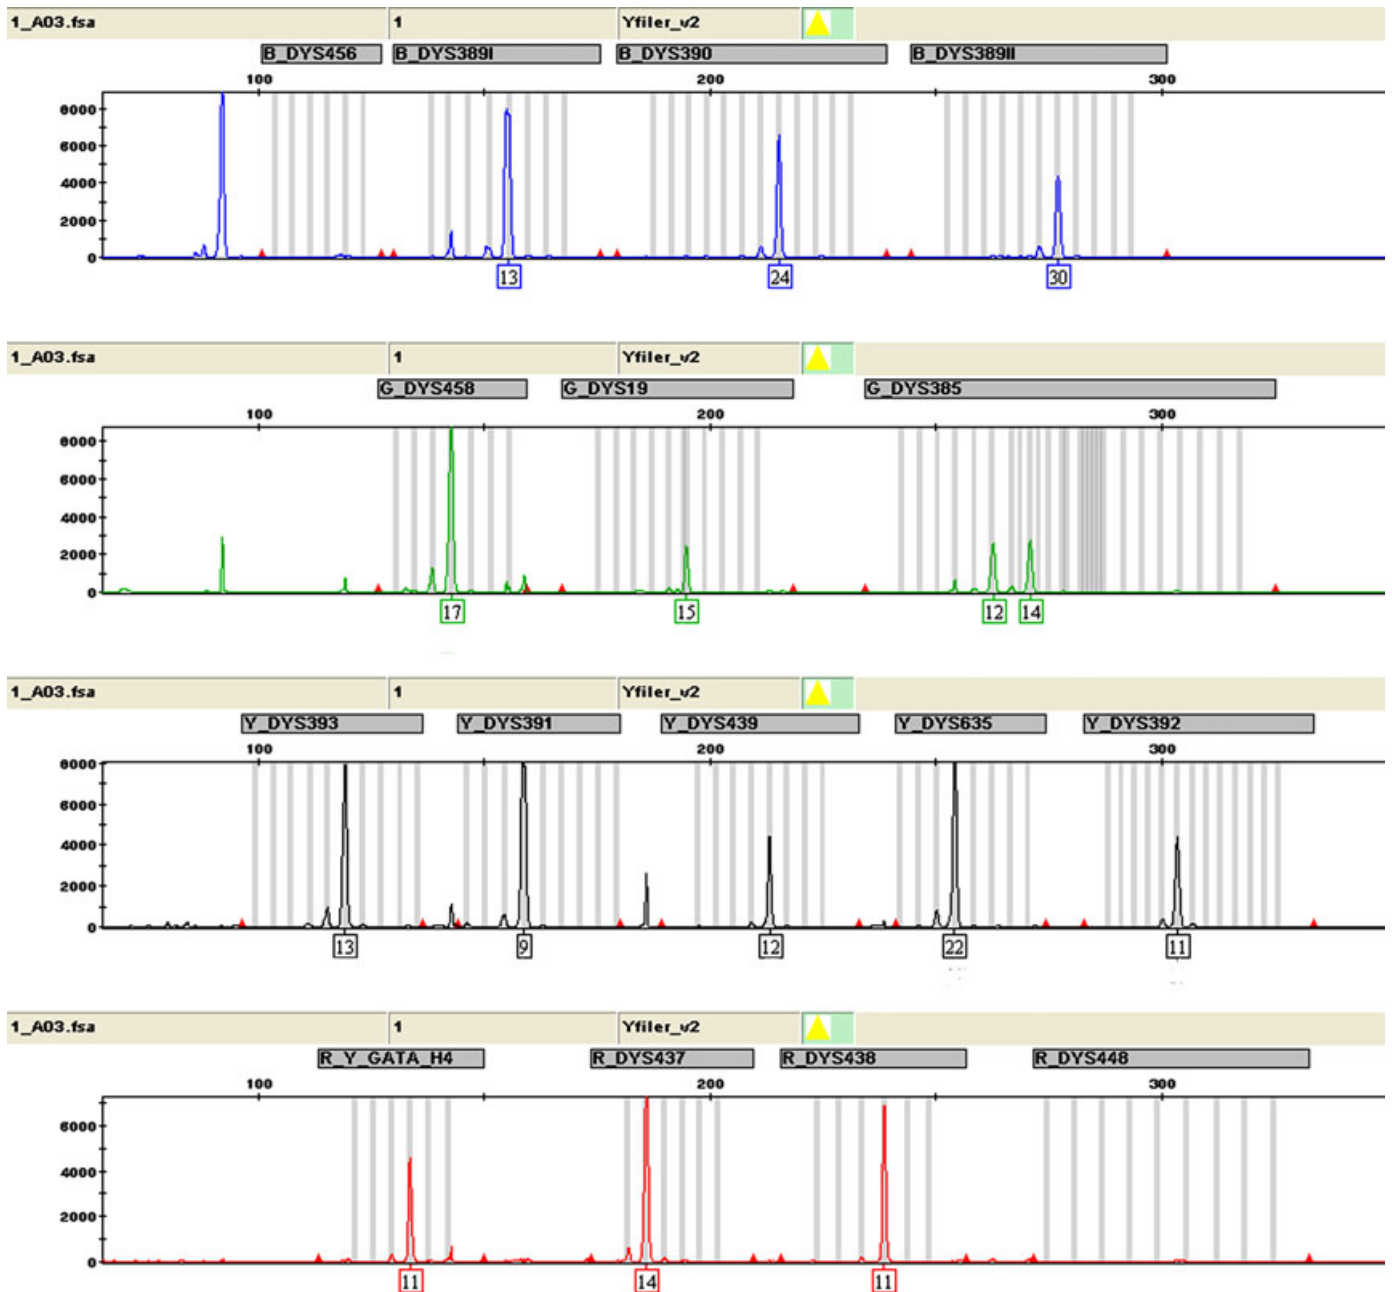 1_A03.fsa 1 Yfiler_v2
B_DYS456 B_DYS389I B_DYS390 B_DYS389II
100 200 300
8000
6000
4000
2000
0
13 24 30
1_A03.fsa 1 Yfiler_v2
G_DYS458 G_DYS19 G_DYS385
100 200 300
8000
6000
4000
2000
0
17 15 12 14
1_A03.fsa 1 Yfiler_v2
Y_DYS393 Y_DYS391 Y_DYS439 Y_DYS635 Y_DYS392
100 200 300
8000
6000
4000
2000
0
13 9 12 22 11
1_A03.fsa 1 Yfiler_v2
R_Y_GATA_H4 R_DYS437 R_DYS438 R_DYS448
100 200 300
6000
4000
2000
0
11 14 11